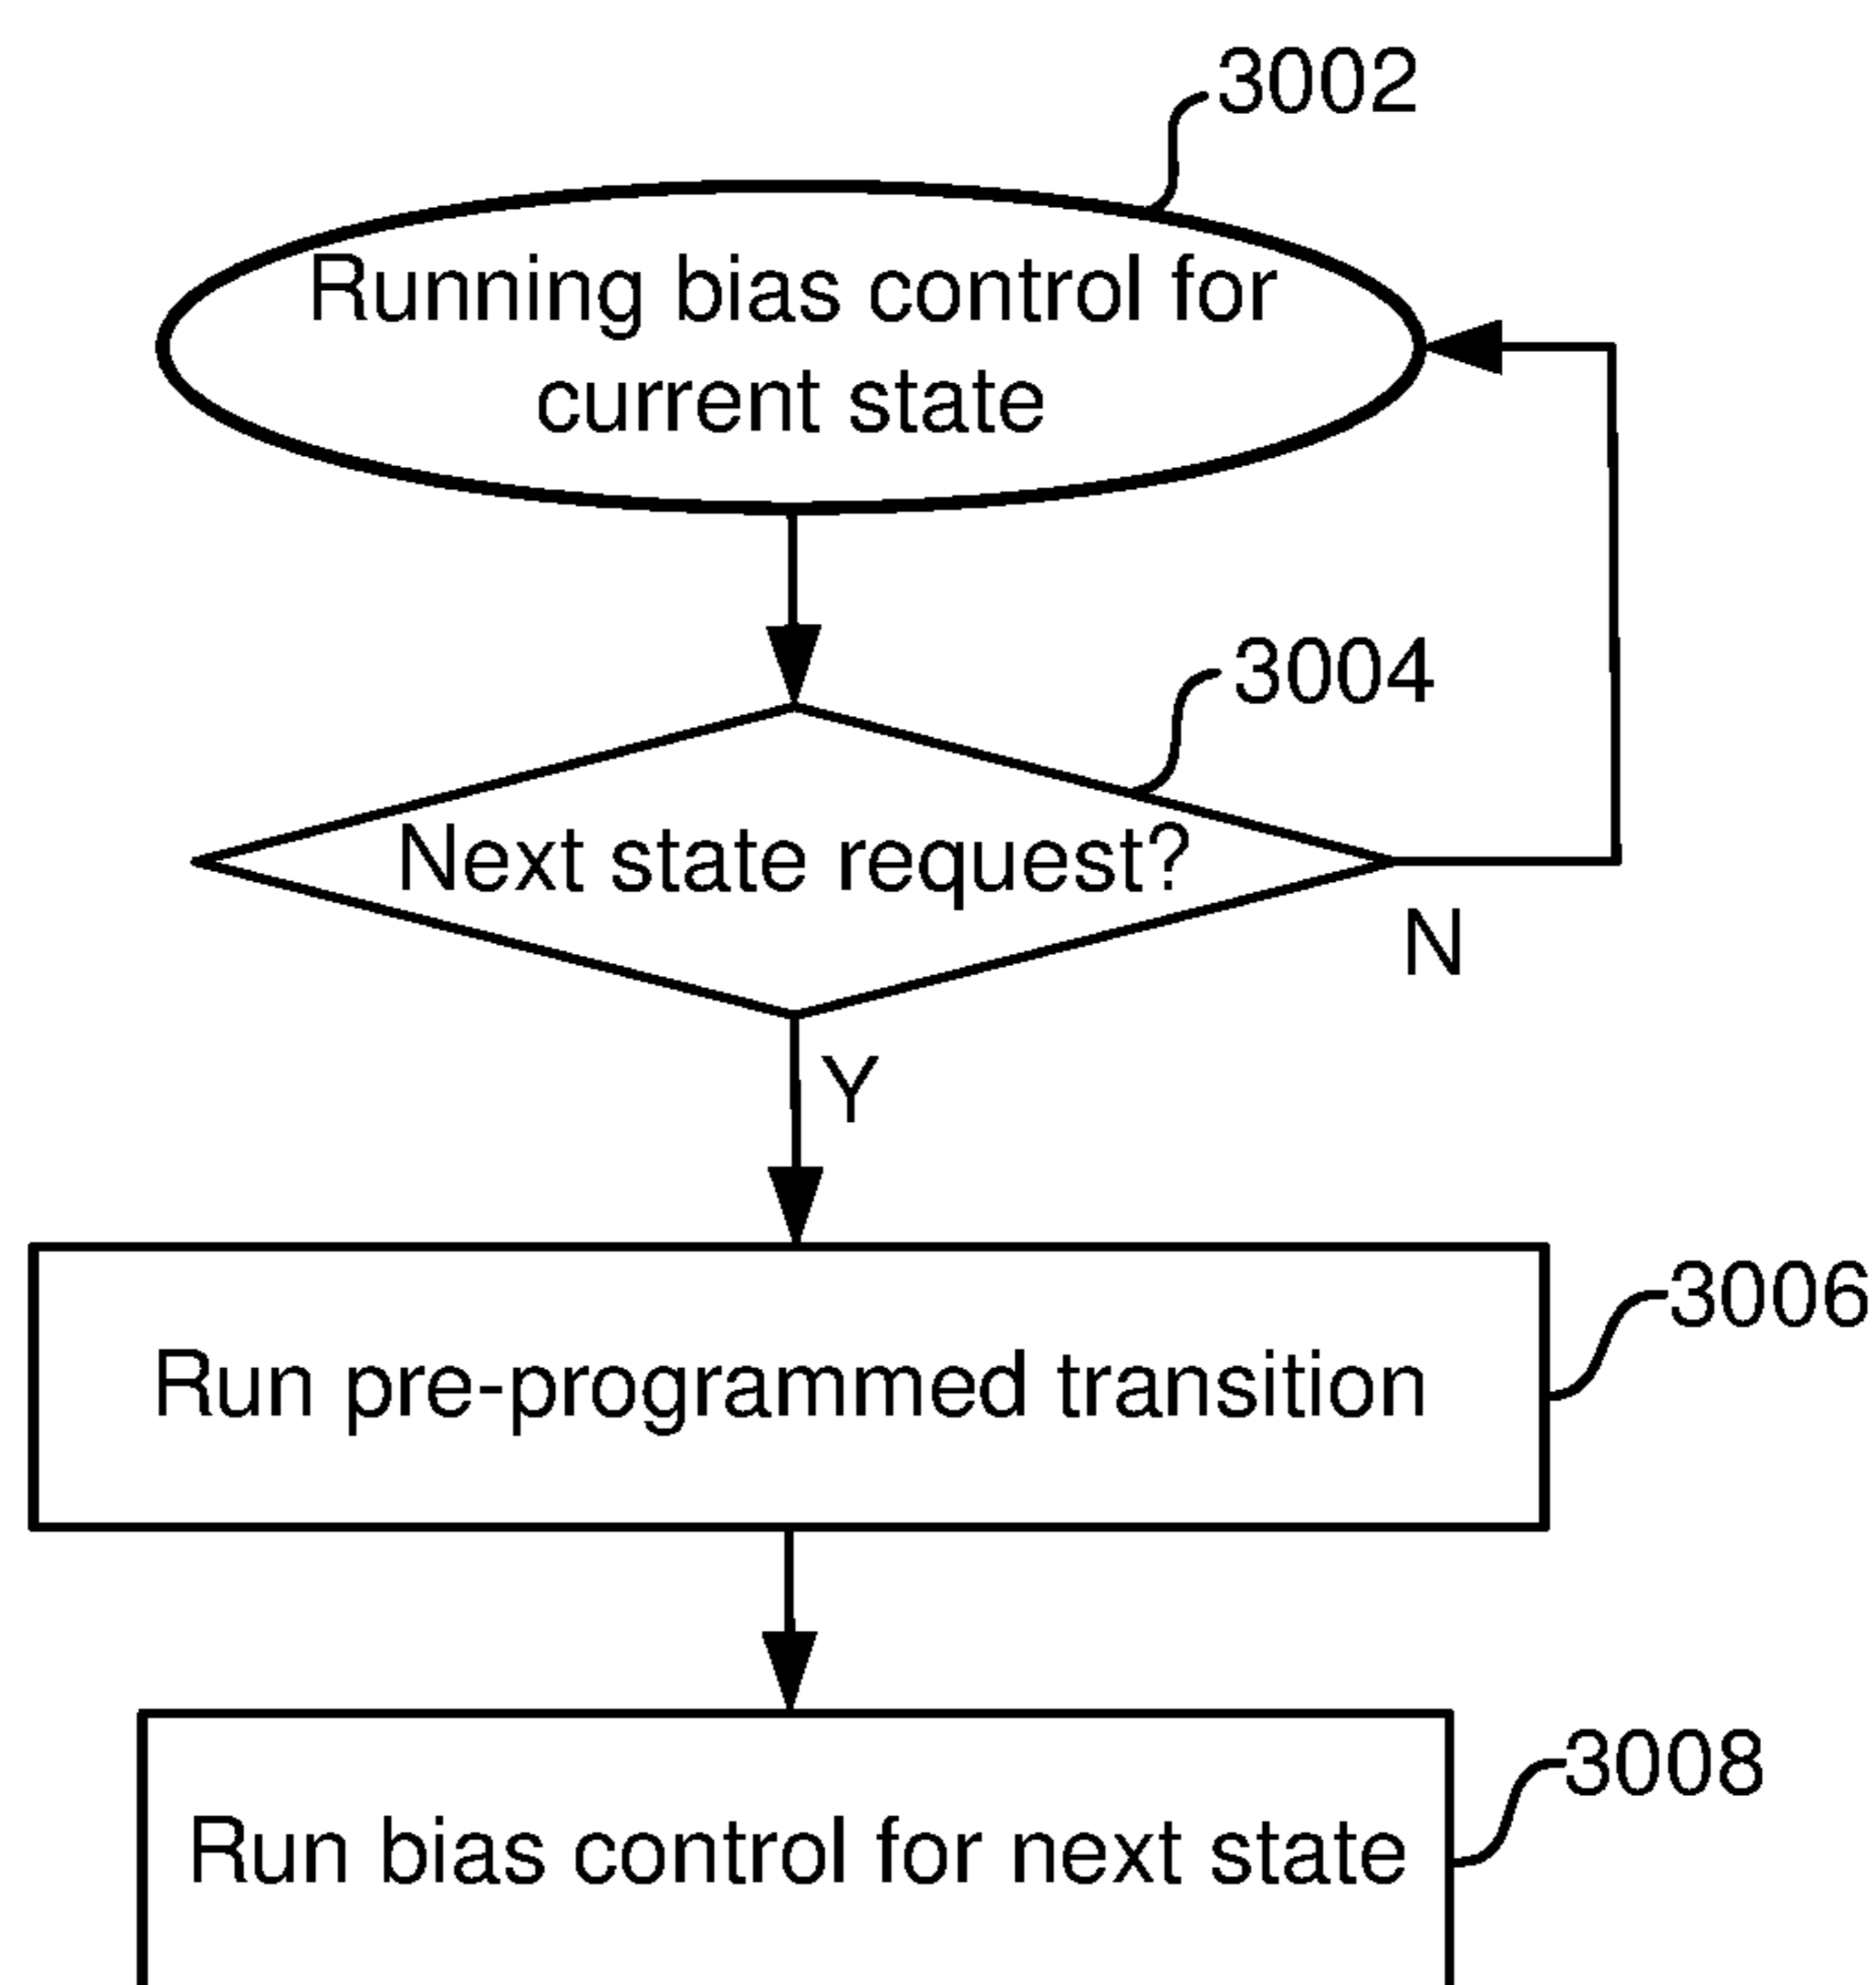 3002
Running bias control for
current state
3004
Next state request?
N
Y
3006
Run pre-programmed transition
3008
Run bias control for next state